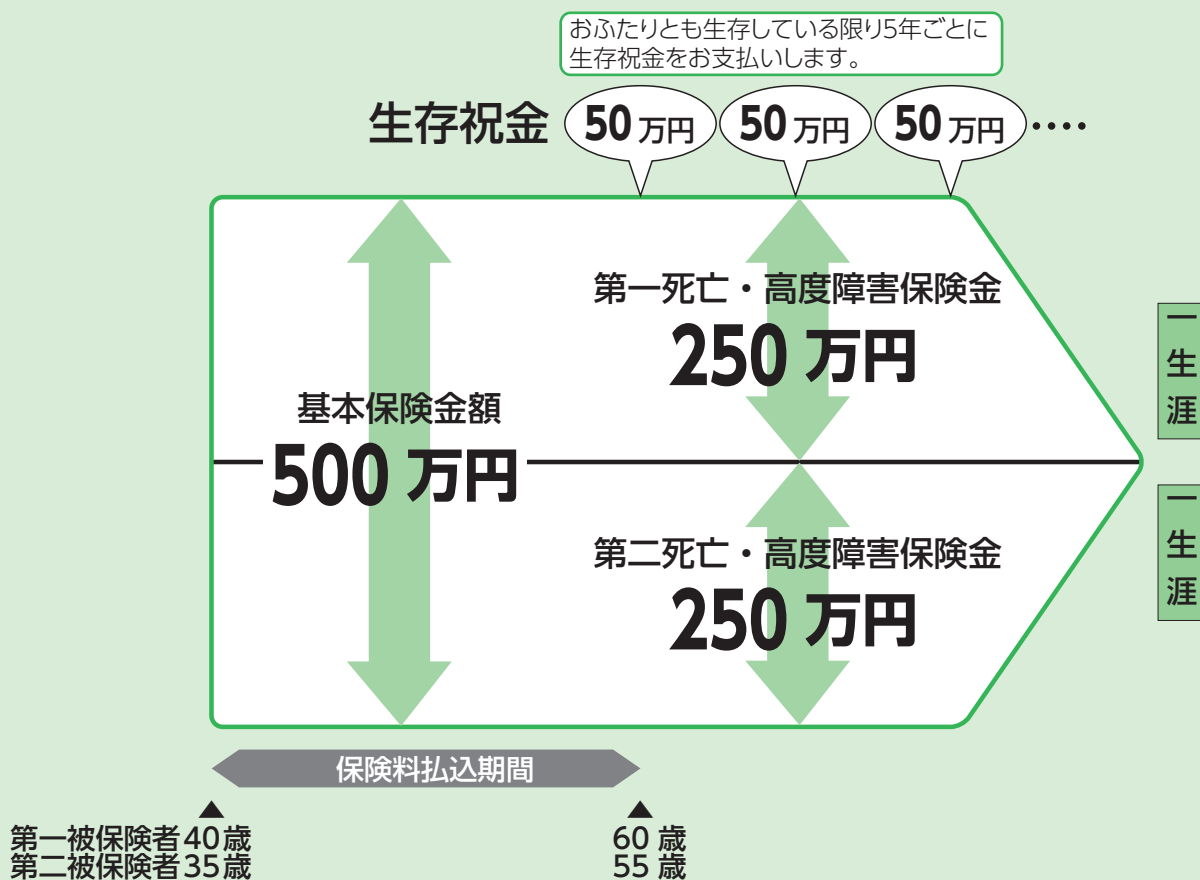 おふたりとも生存している限り5年ごとに
生存祝金をお支払いします。
生存祝金 50万円 50万円 50万円 ‥‥
第一死亡・高度障害保険金
250万円
基本保険金額
500万円
第二死亡・高度障害保険金
250万円
一生涯
一生涯
保険料払込期間
第一被保険者40歳 60歳
第二被保険者35歳 55歳